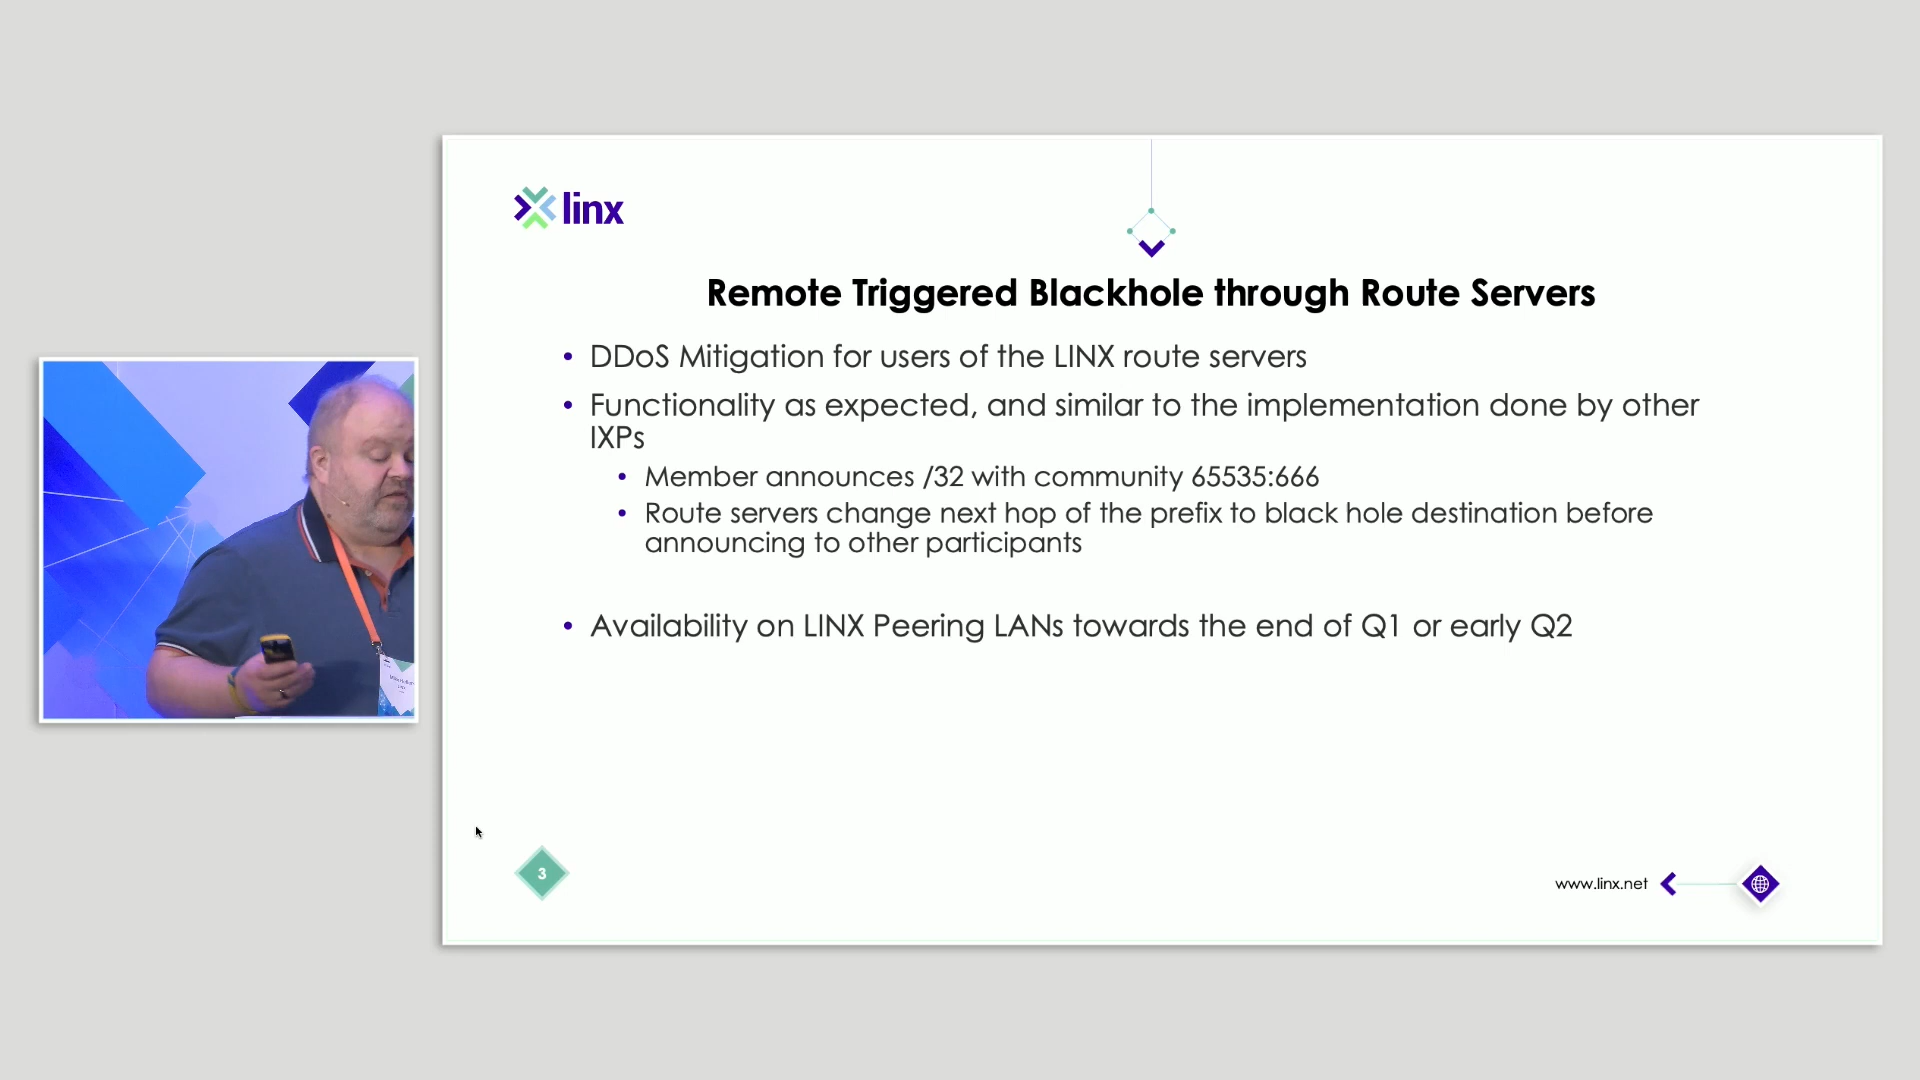 linx
Remote Triggered Blackhole through Route Servers
• DDoS Mitigation for users of the LINX route servers
• Functionality as expected, and similar to the implementation done by other
IXPs
• Member announces /32 with community 65535:666
• Route servers change next hop of the prefix to black hole destination before
announcing to other participants
• Availability on LINX Peering LANs towards the end of Q1 or early Q2
3
www.linx.net